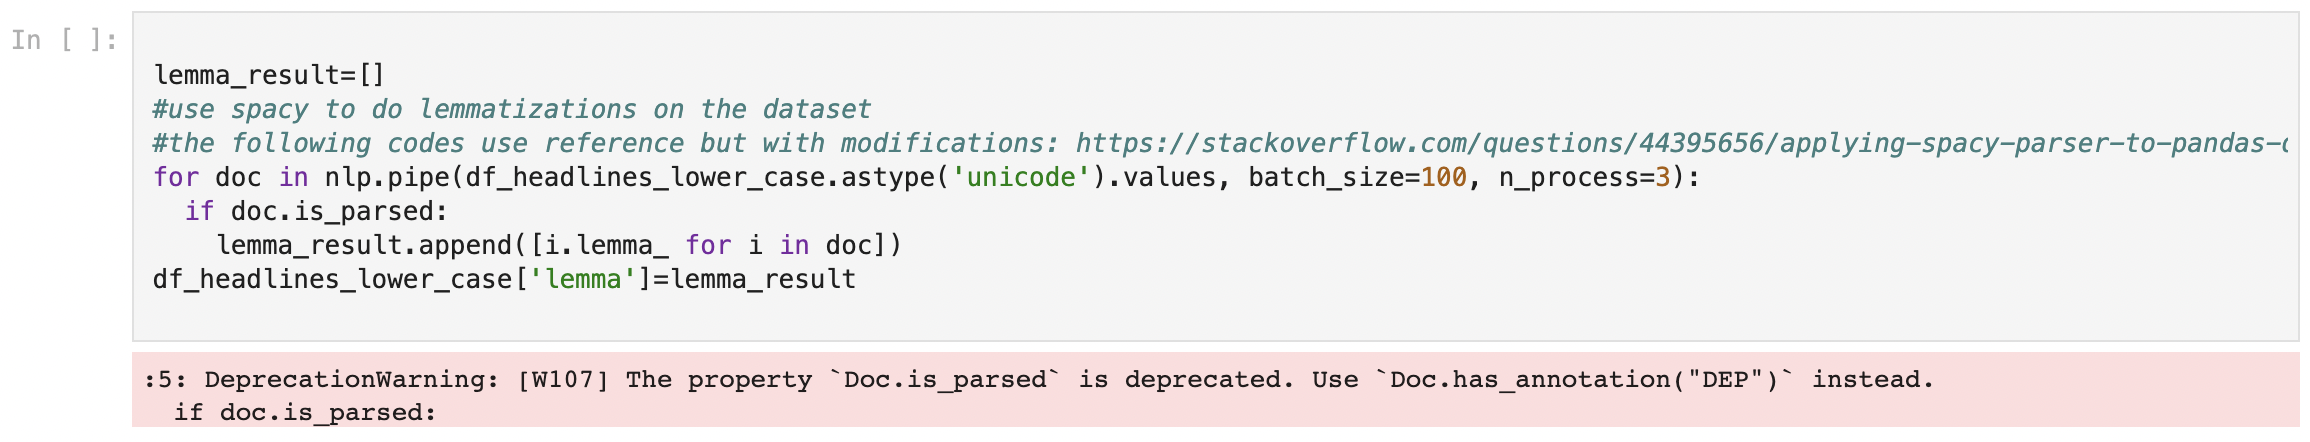 In [ ]:
lemma_result=[]
#use spacy to do lemmatizations on the dataset
#the following codes use reference but with modifications: https://stackoverflow.com/questions/44395656/applying-spacy-parser-to-pandas-
for doc in nlp.pipe(df_headlines_lower_case.astype('unicode').values, batch_size=100, n_process=3):
  if doc.is_parsed:
    lemma_result.append([i.lemma_ for i in doc])
df_headlines_lower_case['lemma']=lemma_result
:5: DeprecationWarning: [W107] The property `Doc.is_parsed` is deprecated. Use `Doc.has_annotation("DEP")` instead.
  if doc.is_parsed: